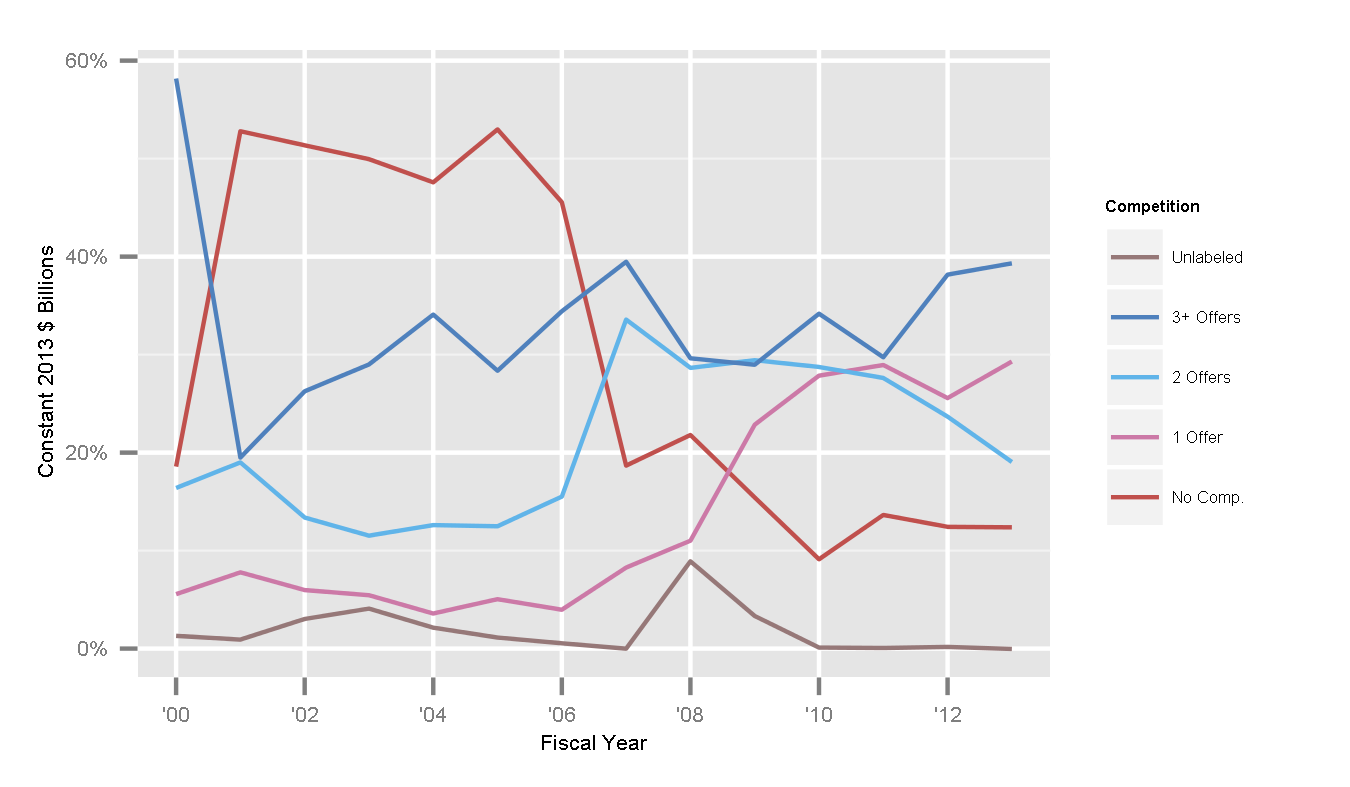 60%
40%
20%
0%
Constant 2013 $ Billions
'00 '02 '04 '06 '08 '10 '12
Fiscal Year
Competition
Unlabeled
3+ Offers
2 Offers
1 Offer
No Comp.